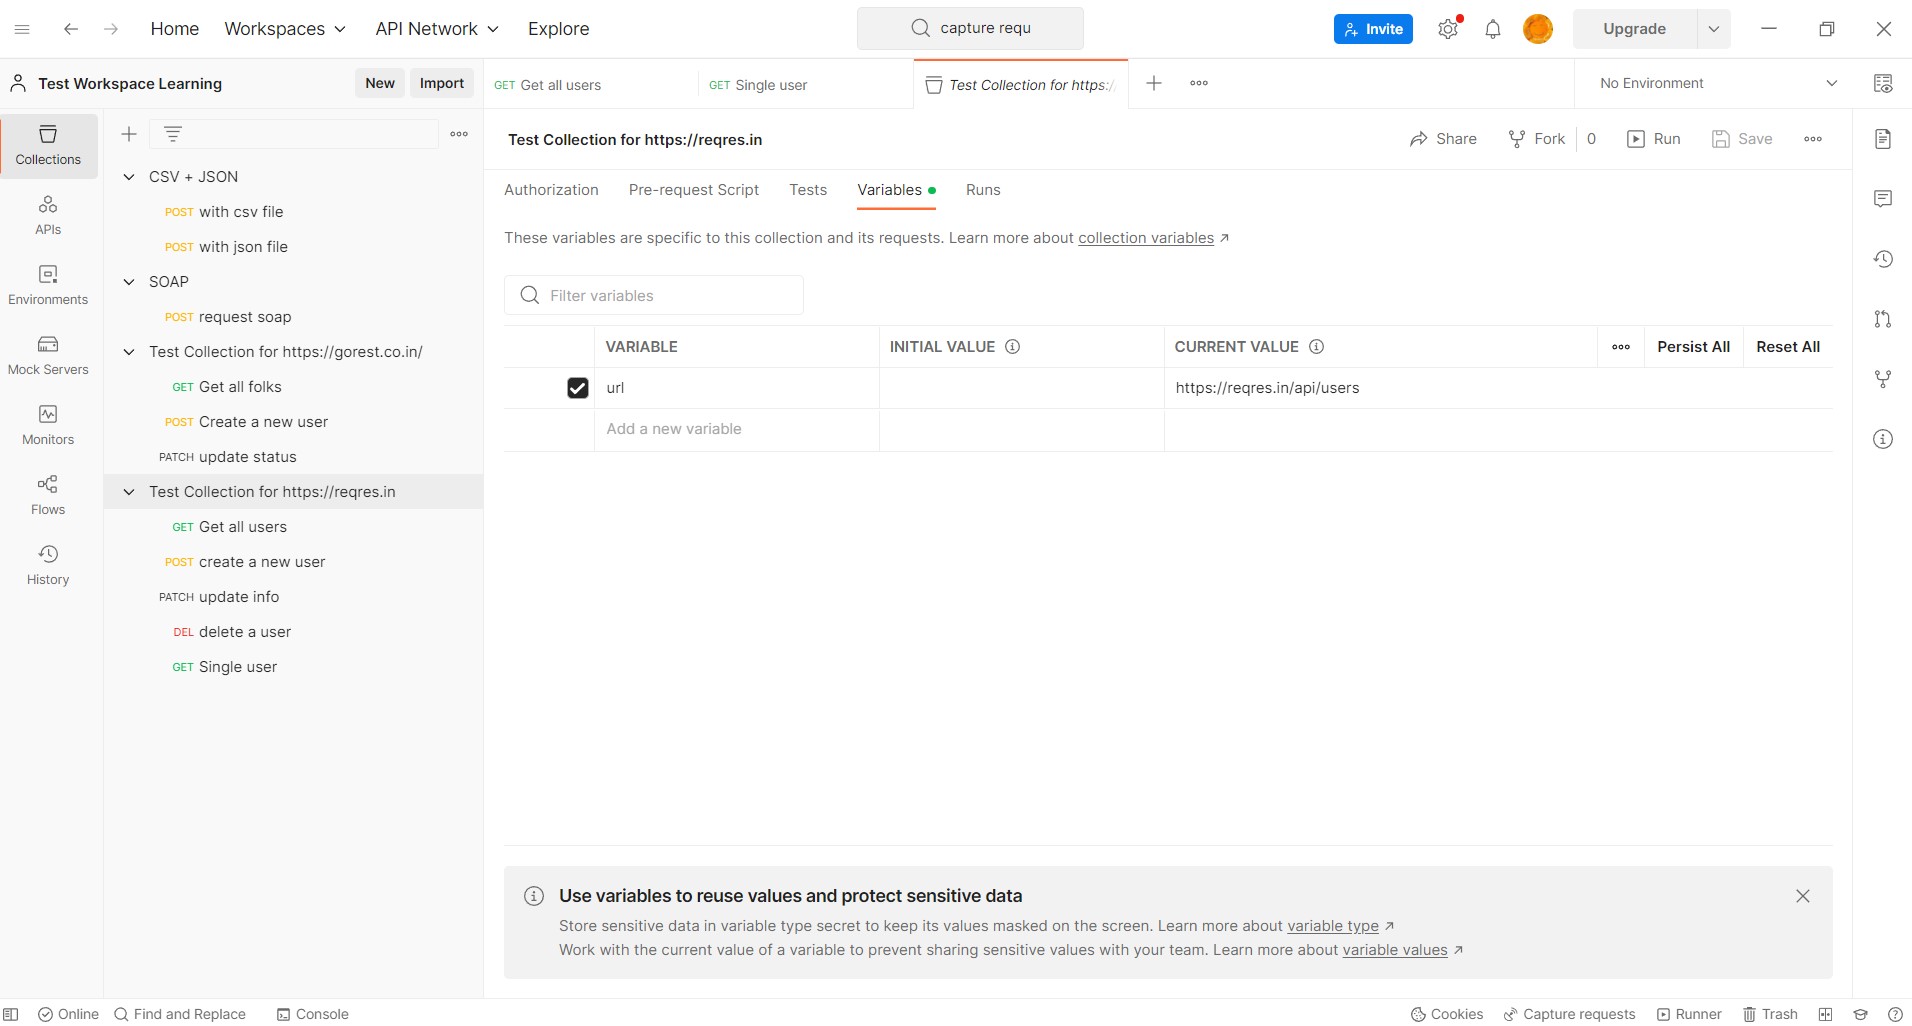 Home
Workspaces
API Network
Explore
capture requ
Invite
Upgrade
Test Workspace Learning
New
Import
GET Get all users
GET Single user
Test Collection for https:/
No Environment
Collections
APIs
Environments
Mock Servers
Monitors
Flows
History
CSV + JSON
POST with csv file
POST with json file
SOAP
POST request soap
Test Collection for https://gorest.co.in/
GET Get all folks
POST Create a new user
PATCH update status
Test Collection for https://reqres.in
GET Get all users
POST create a new user
PATCH update info
DEL delete a user
GET Single user
Test Collection for https://reqres.in
Share
Fork 0
Run
Save
Authorization
Pre-request Script
Tests
Variables
Runs
These variables are specific to this collection and its requests. Learn more about collection variables ↗
Filter variables
VARIABLE
INITIAL VALUE
CURRENT VALUE
Persist All
Reset All
url
https://reqres.in/api/users
Add a new variable
Use variables to reuse values and protect sensitive data
Store sensitive data in variable type secret to keep its values masked on the screen. Learn more about variable type ↗
Work with the current value of a variable to prevent sharing sensitive values with your team. Learn more about variable values ↗
Online
Find and Replace
Console
Cookies
Capture requests
Runner
Trash